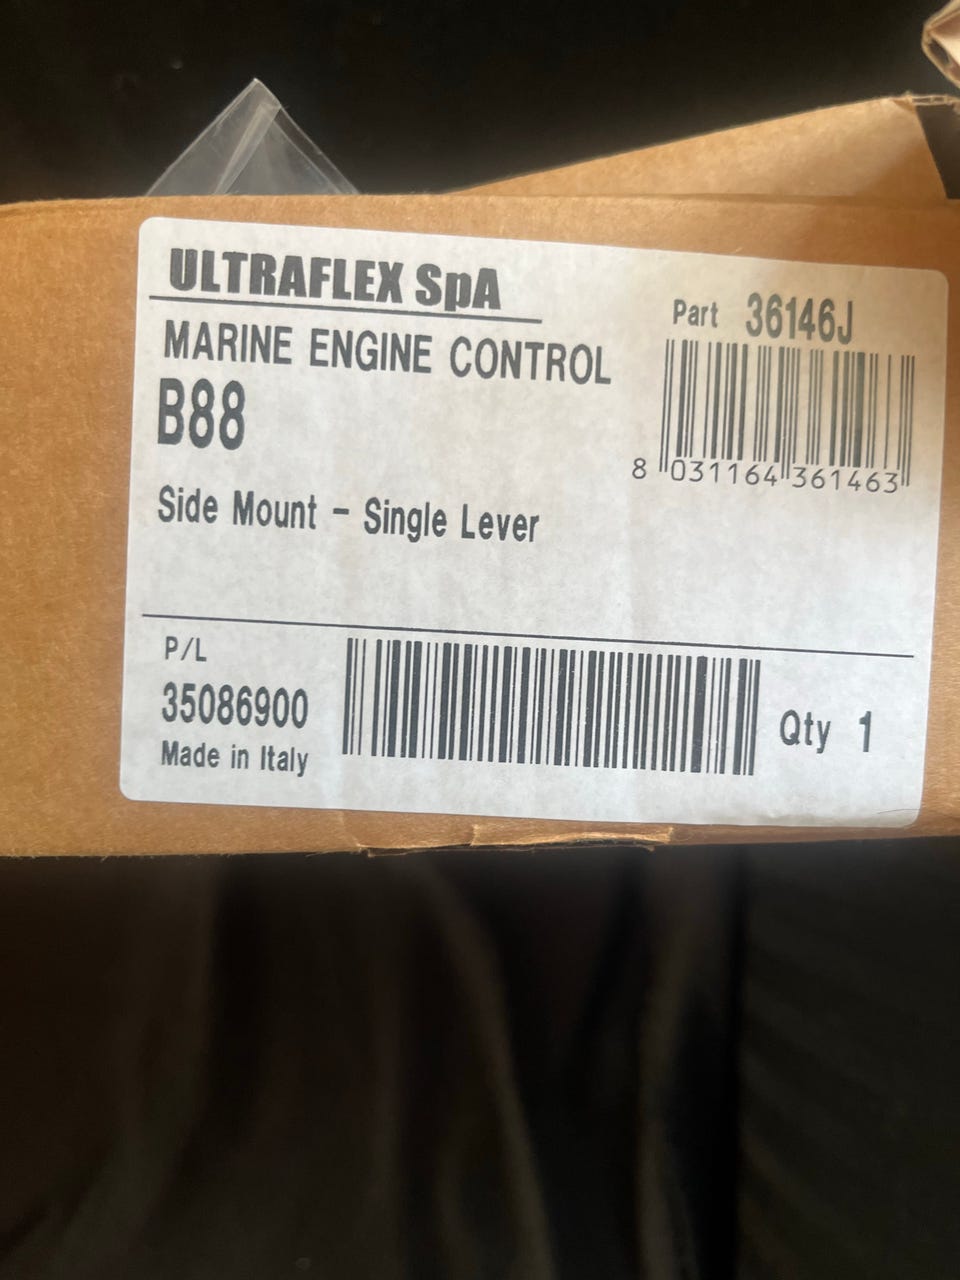 ULTRAFLEX SpA
Part 36146J
MARINE ENGINE CONTROL
B88
8 031164 361463
Side Mount - Single Lever
P/L
35086900
Qty 1
Made in Italy